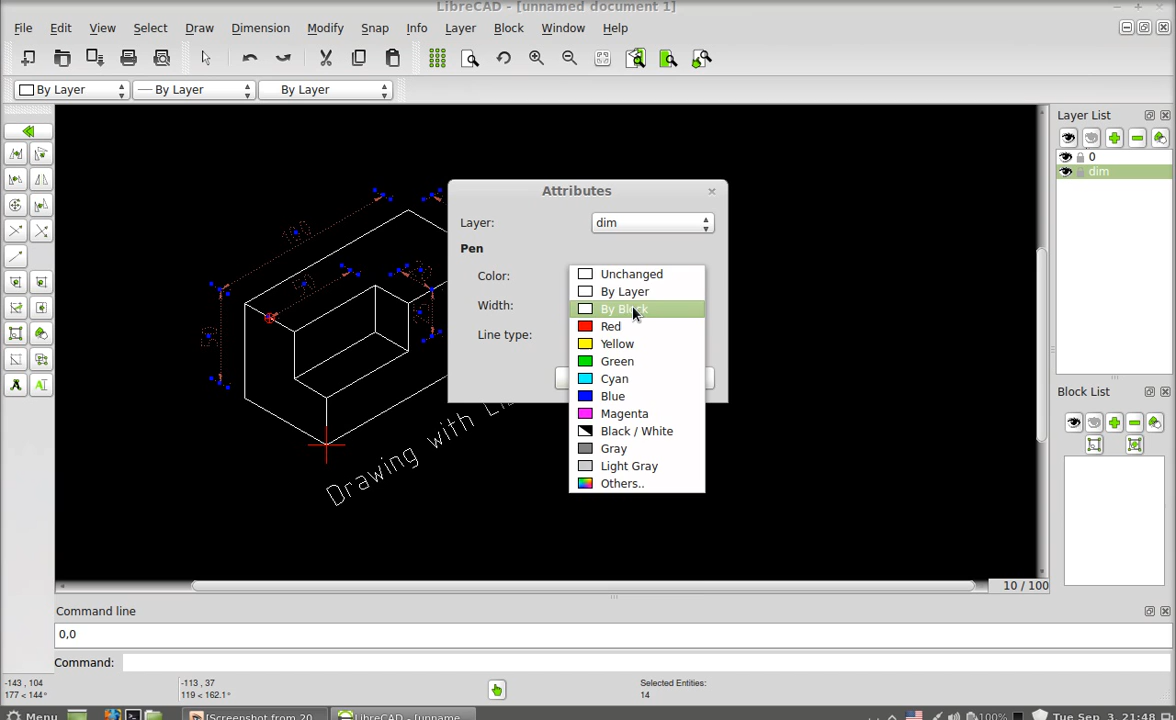 LibreCAD - [unnamed document 1]
File Edit View Select Draw Dimension Modify Snap Info Layer Block Window Help
By Layer By Layer By Layer
Layer List
0
dim
Attributes
Layer: dim
Pen
Color:
Width:
Line type:
Unchanged
By Layer
By Block
Red
Yellow
Green
Cyan
Blue
Magenta
Black / White
Gray
Light Gray
Others..
Drawing with
Block List
10 / 100
Command line
0,0
Command:
-143 , 104
177 < 144°
-113 , 37
119 < 162.1°
Selected Entities:
14
Menu
[Screenshot from 20
LibreCAD - [unname
100%
Tue Sep 3, 21:48